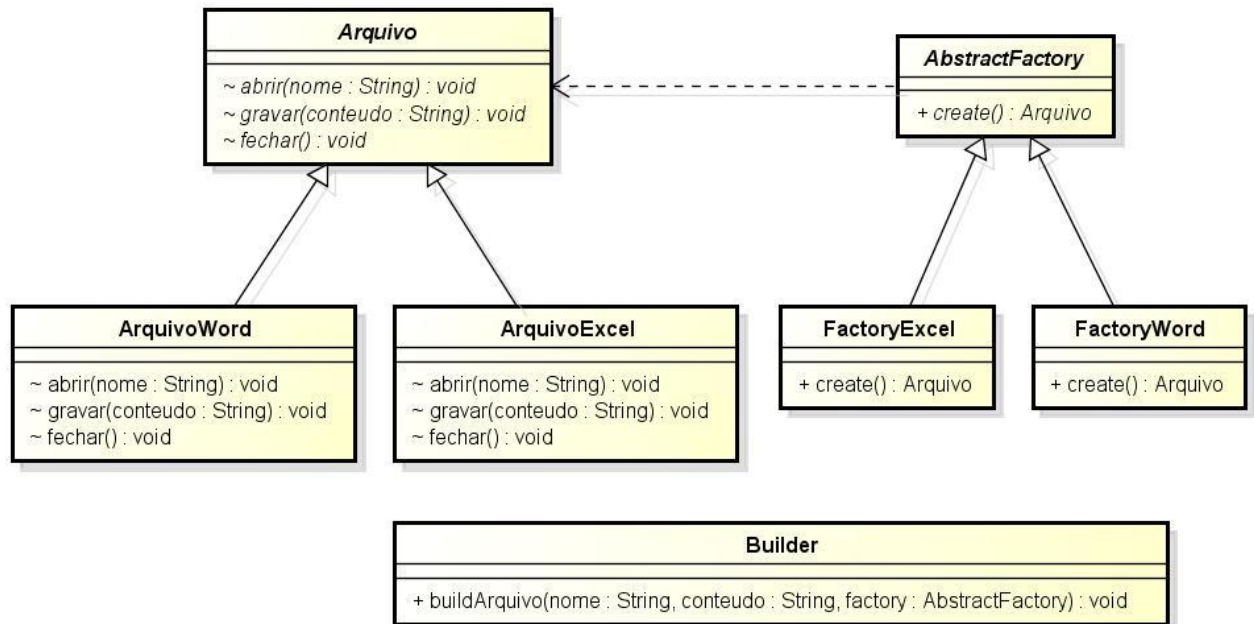 Arquivo
~ abrir(nome : String) : void
~ gravar(conteudo : String) : void
~ fechar() : void
AbstractFactory
+ create() : Arquivo
ArquivoWord
~ abrir(nome : String) : void
~ gravar(conteudo : String) : void
~ fechar() : void
ArquivoExcel
~ abrir(nome : String) : void
~ gravar(conteudo : String) : void
~ fechar() : void
FactoryExcel
+ create() : Arquivo
FactoryWord
+ create() : Arquivo
Builder
+ buildArquivo(nome : String, conteudo : String, factory : AbstractFactory) : void